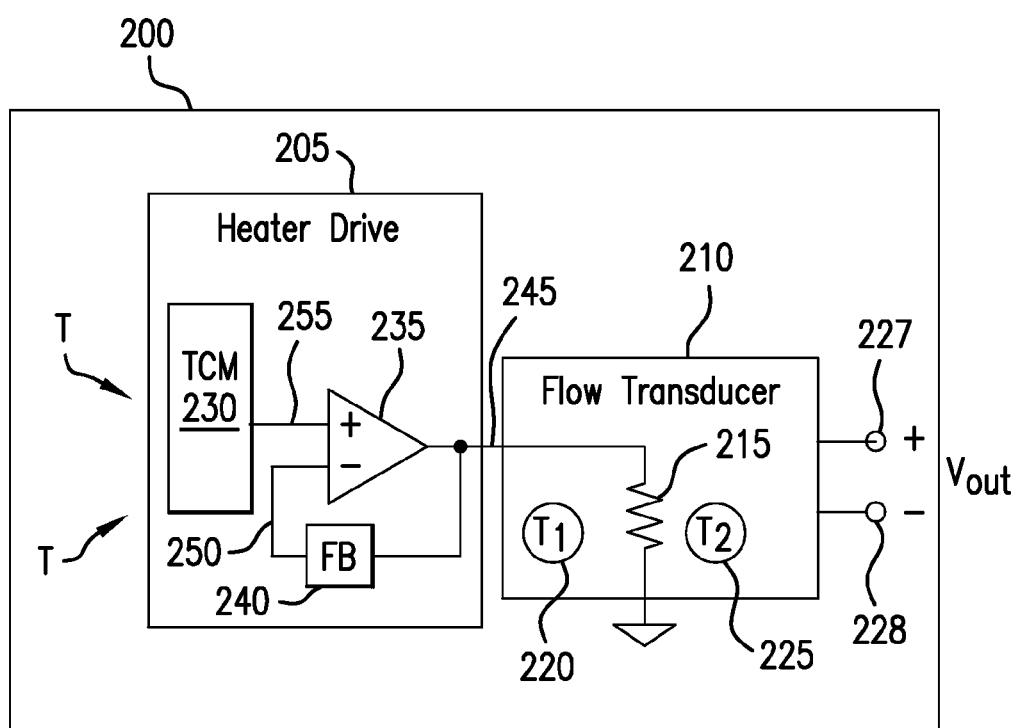 200
205
Heater Drive
210
245
255
235
227
T
TCM
230
Flow Transducer
+
215
+
−
Vout
T1
T2
−
T
250
FB
240
220
225
228